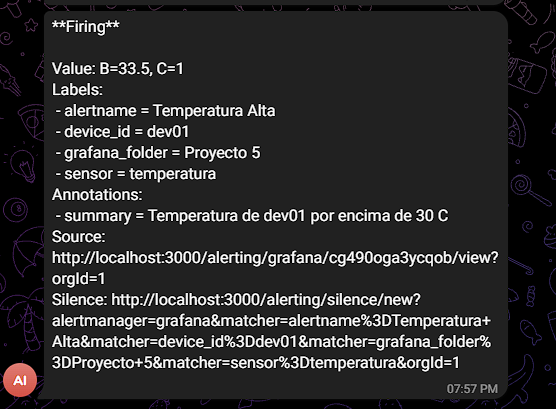 **Firing**
Value: B=33.5, C=1
Labels:
- alertname = Temperatura Alta
- device_id = dev01
- grafana_folder = Proyecto 5
- sensor = temperatura
Annotations:
- summary = Temperatura de dev01 por encima de 30 C
Source:
http://localhost:3000/alerting/grafana/cg490oga3ycqob/view?
orgId=1
Silence: http://localhost:3000/alerting/silence/new?
alertmanager=grafana&matcher=alertname%3DTemperatura+
Alta&matcher=device_id%3Ddev01&matcher=grafana_folder%
3DProyecto+5&matcher=sensor%3Dtemperatura&orgId=1
AI
07:57 PM